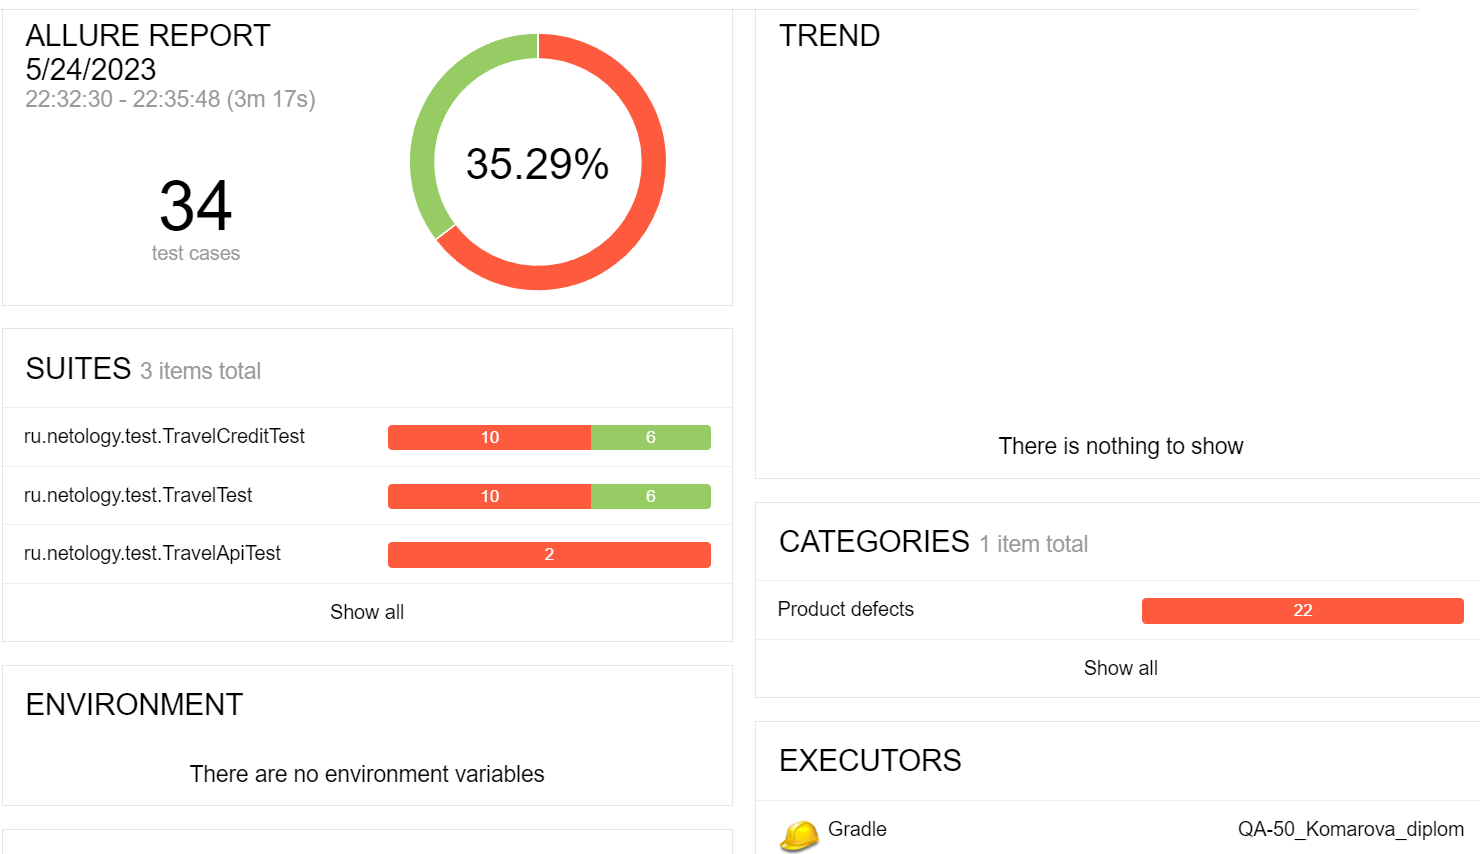 ALLURE REPORT
5/24/2023
22:32:30 - 22:35:48 (3m 17s)
34
test cases
35.29%
SUITES 3 items total
ru.netology.test.TravelCreditTest 10 6
ru.netology.test.TravelTest 10 6
ru.netology.test.TravelApiTest 2
Show all
ENVIRONMENT
There are no environment variables
TREND
There is nothing to show
CATEGORIES 1 item total
Product defects 22
Show all
EXECUTORS
Gradle QA-50_Komarova_diplom